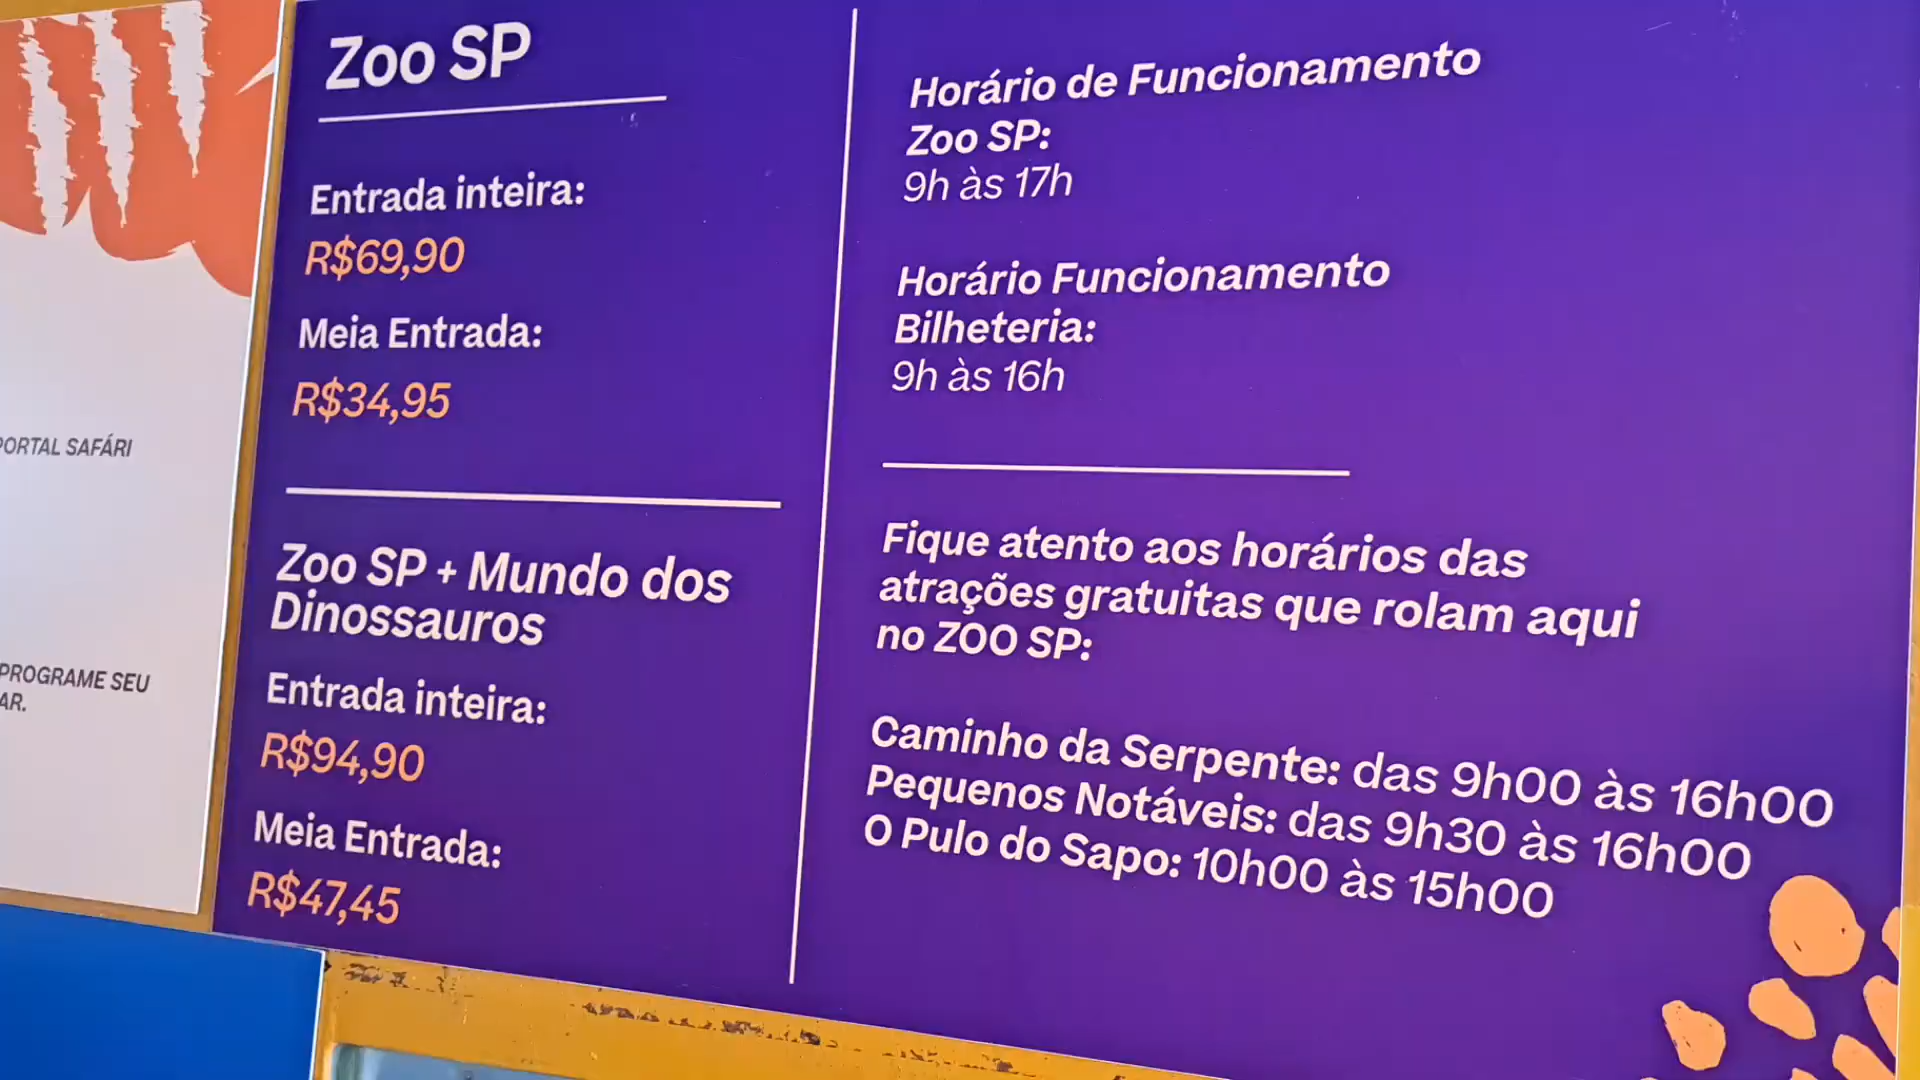 PORTAL SAFÁRI
PROGRAME SEU
AR.
Zoo SP
Entrada inteira:
R$69,90
Meia Entrada:
R$34,95
Zoo SP + Mundo dos
Dinossauros
Entrada inteira:
R$94,90
Meia Entrada:
R$47,45
Horário de Funcionamento
Zoo SP:
9h às 17h
Horário Funcionamento
Bilheteria:
9h às 16h
Fique atento aos horários das
atrações gratuitas que rolam aqui
no ZOO SP:
Caminho da Serpente: das 9h00 às 16h00
Pequenos Notáveis: das 9h30 às 16h00
O Pulo do Sapo: 10h00 às 15h00